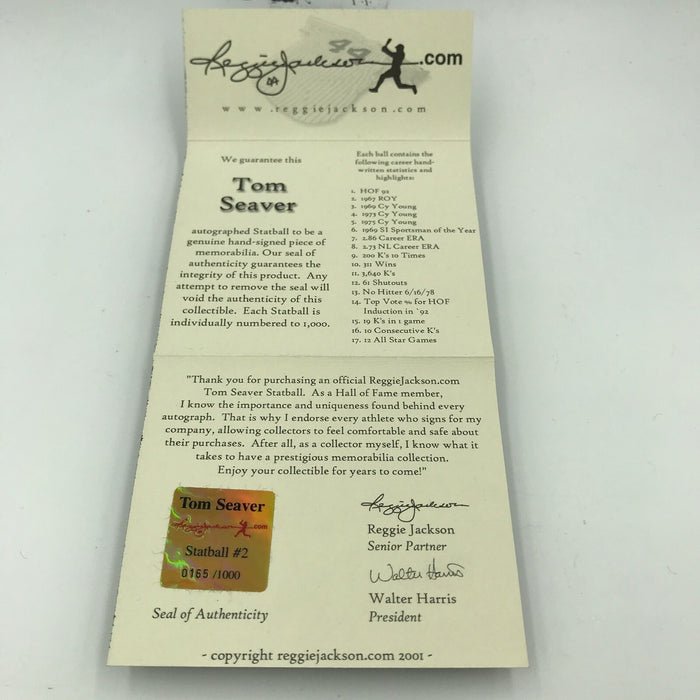 Reggie Jackson 44 .com
44
www.reggiejackson.com
We guarantee this
Tom
Seaver
autographed Statball to be a
genuine hand-signed piece of
memorabilia. Our seal of
authenticity guarantees the
integrity of this product. Any
attempt to remove the seal will
void the authenticity of this
collectible. Each Statball is
individually numbered to 1,000.
Each ball contains the
following career hand-
written statistics and
highlights:
1. HOF 92
2. 1967 ROY
3. 1969 Cy Young
4. 1973 Cy Young
5. 1975 Cy Young
6. 1969 SI Sportsman of the Year
7. 2.86 Career ERA
8. 2.73 NL Career ERA
9. 200 K's 10 Times
10. 311 Wins
11. 3,640 K's
12. 61 Shutouts
13. No Hitter 6/16/78
14. Top Vote % for HOF
Induction in `92
15. 19 K's in 1 game
16. 10 Consecutive K's
17. 12 All Star Games
"Thank you for purchasing an official ReggieJackson.com
Tom Seaver Statball. As a Hall of Fame member,
I know the importance and uniqueness found behind every
autograph. That is why I endorse every athlete who signs for my
company, allowing collectors to feel comfortable and safe about
their purchases. After all, as a collector myself, I know what it
takes to have a prestigious memorabilia collection.
Enjoy your collectible for years to come!"
Tom Seaver
Reggie Jackson .com
Statball #2
0165 /1000
Seal of Authenticity
Reggie Jackson
Reggie Jackson
Senior Partner
Walter Harris
Walter Harris
President
- copyright reggiejackson.com 2001 -